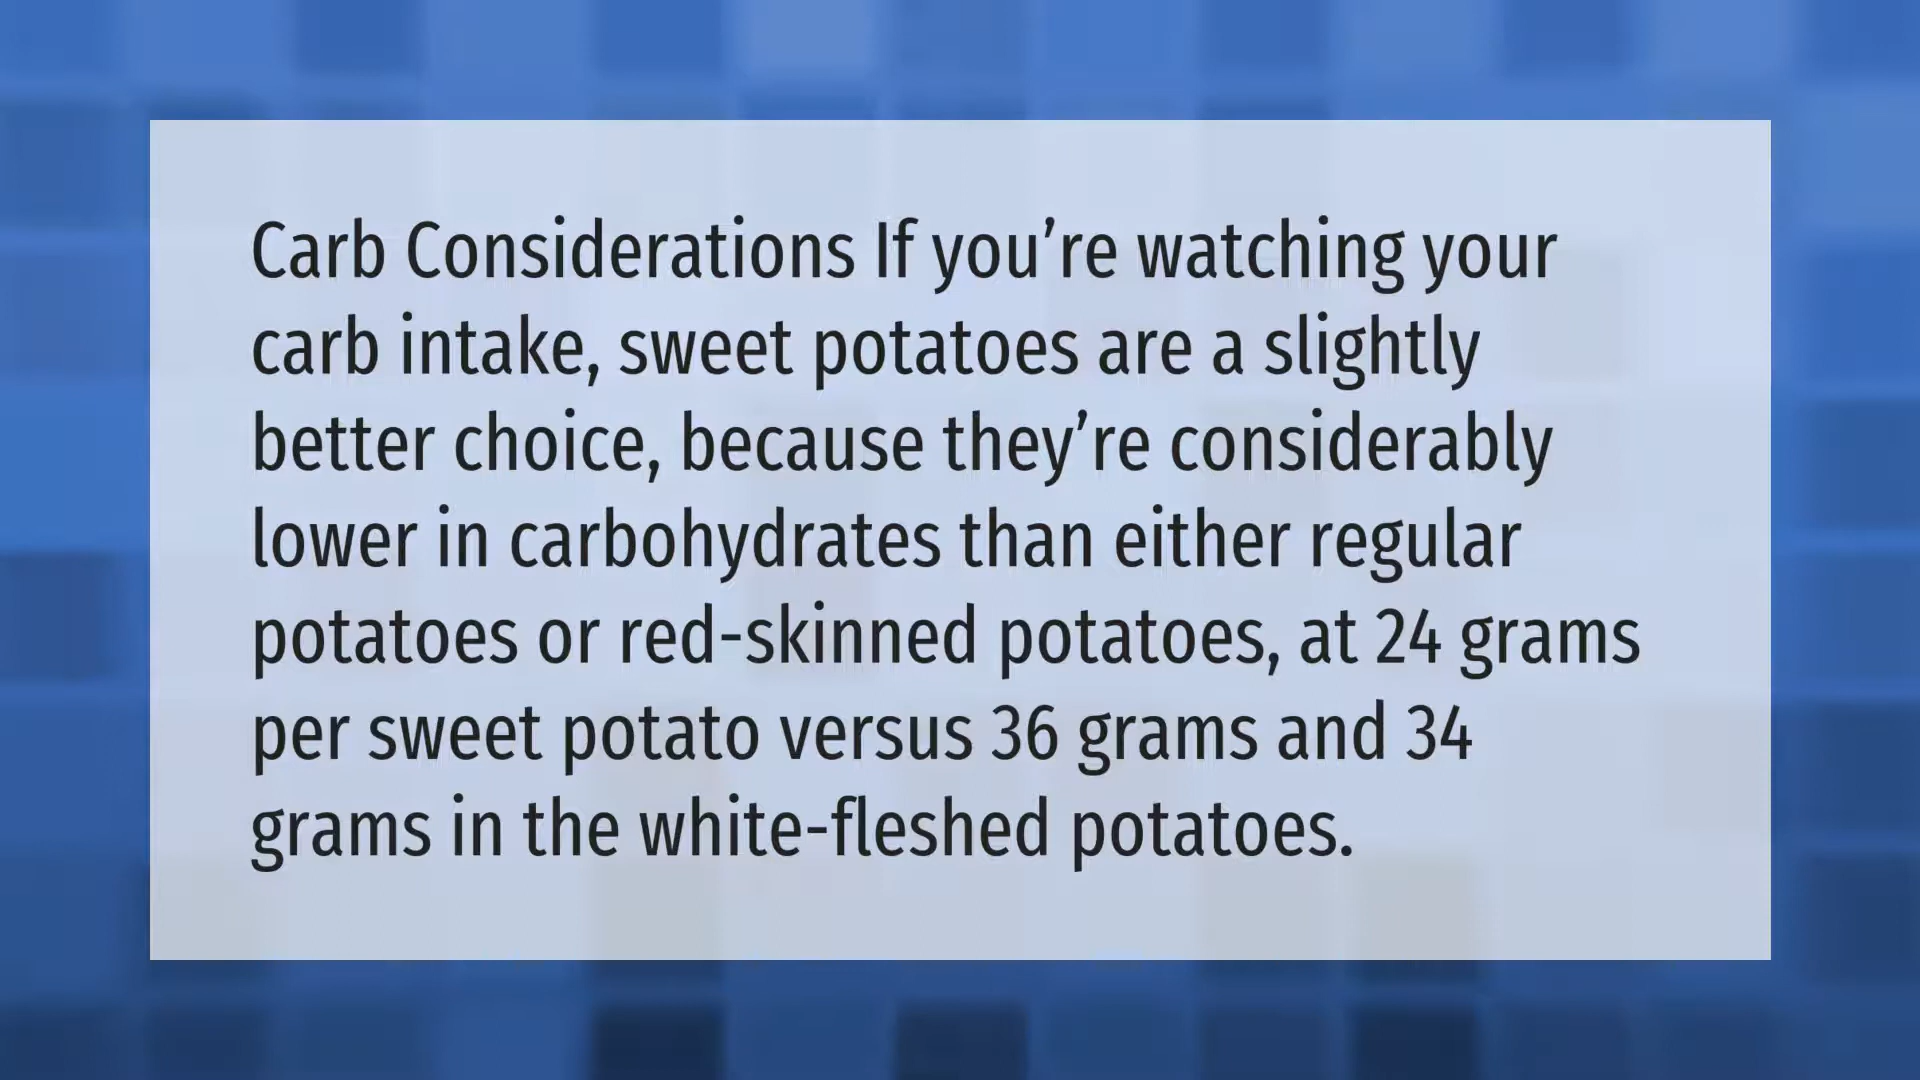 Carb Considerations If you’re watching your
carb intake, sweet potatoes are a slightly
better choice, because they’re considerably
lower in carbohydrates than either regular
potatoes or red-skinned potatoes, at 24 grams
per sweet potato versus 36 grams and 34
grams in the white-fleshed potatoes.